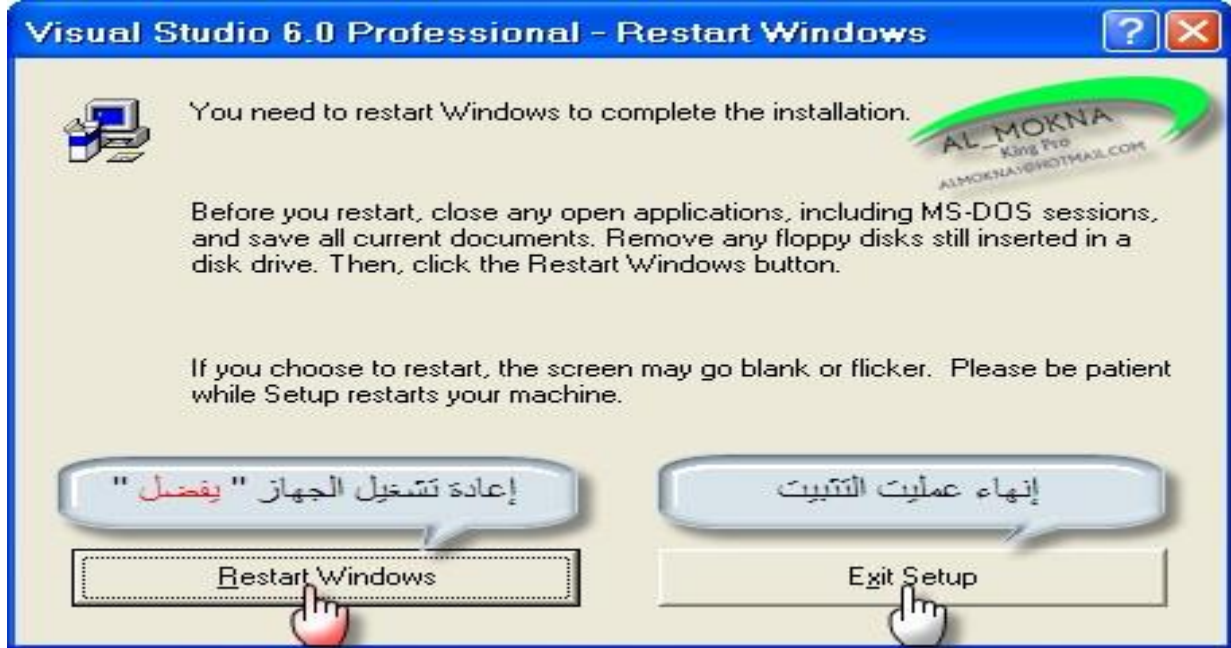 Visual Studio 6.0 Professional - Restart Windows
You need to restart Windows to complete the installation.
AL_MOKNA
King Pro
Before you restart, close any open applications, including MS-DOS sessions,
and save all current documents. Remove any floppy disks still inserted in a
disk drive. Then, click the Restart Windows button.
If you choose to restart, the screen may go blank or flicker. Please be patient
while Setup restarts your machine.
إعادة تشغيل الجهاز " يفضل "
إنهاء عمليت التثبيت
Restart Windows
Exit Setup